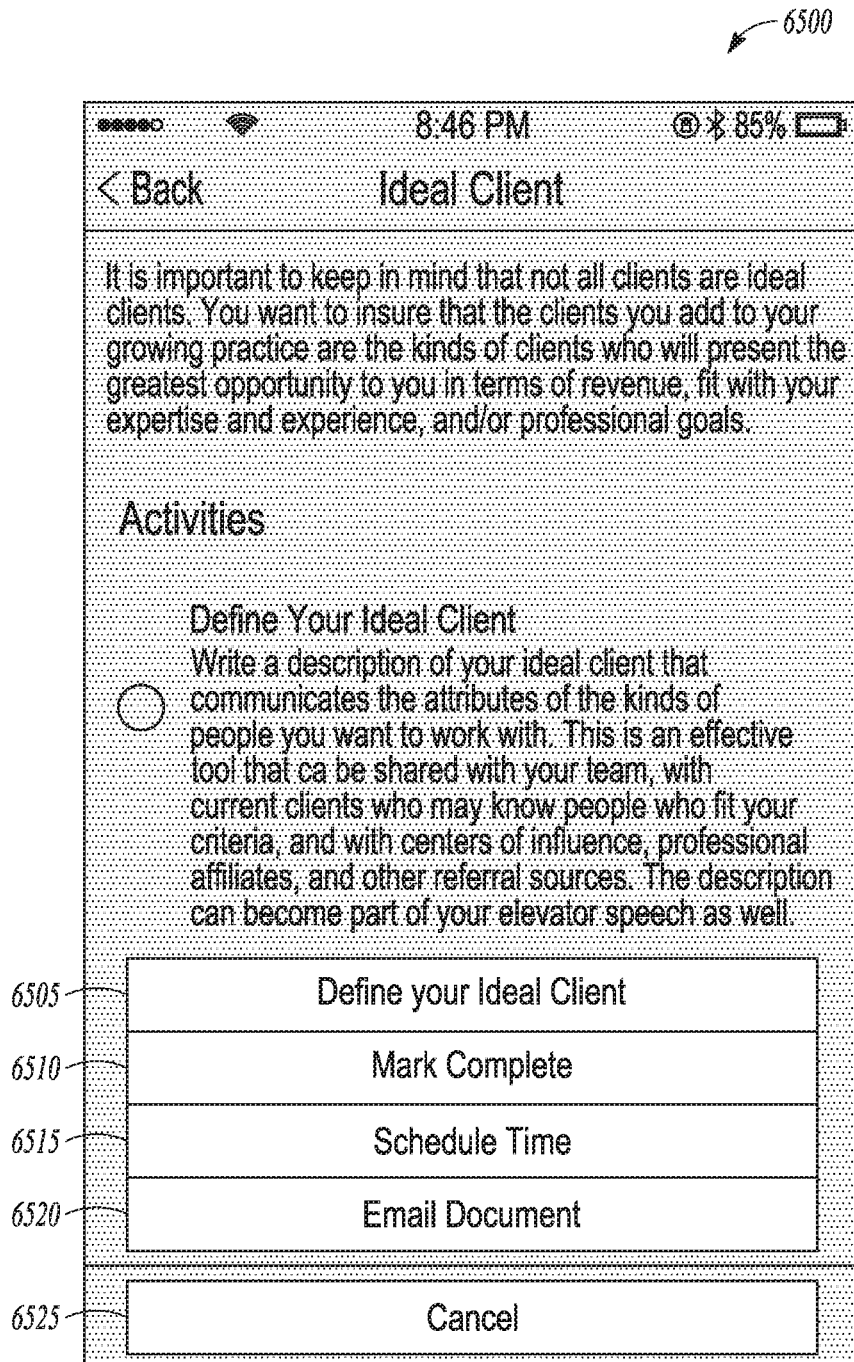 6500
8:46 PM 85%
< Back Ideal Client
It is important to keep in mind that not all clients are ideal
clients. You want to insure that the clients you add to your
growing practice are the kinds of clients who will present the
greatest opportunity to you in terms of revenue, fit with your
expertise and experience, and/or professional goals.
Activities
Define Your Ideal Client
Write a description of your ideal client that
communicates the attributes of the kinds of
people you want to work with. This is an effective
tool that ca be shared with your team, with
current clients who may know people who fit your
criteria, and with centers of influence, professional
affiliates, and other referral sources. The description
can become part of your elevator speech as well.
6505 Define your Ideal Client
6510 Mark Complete
6515 Schedule Time
6520 Email Document
6525 Cancel